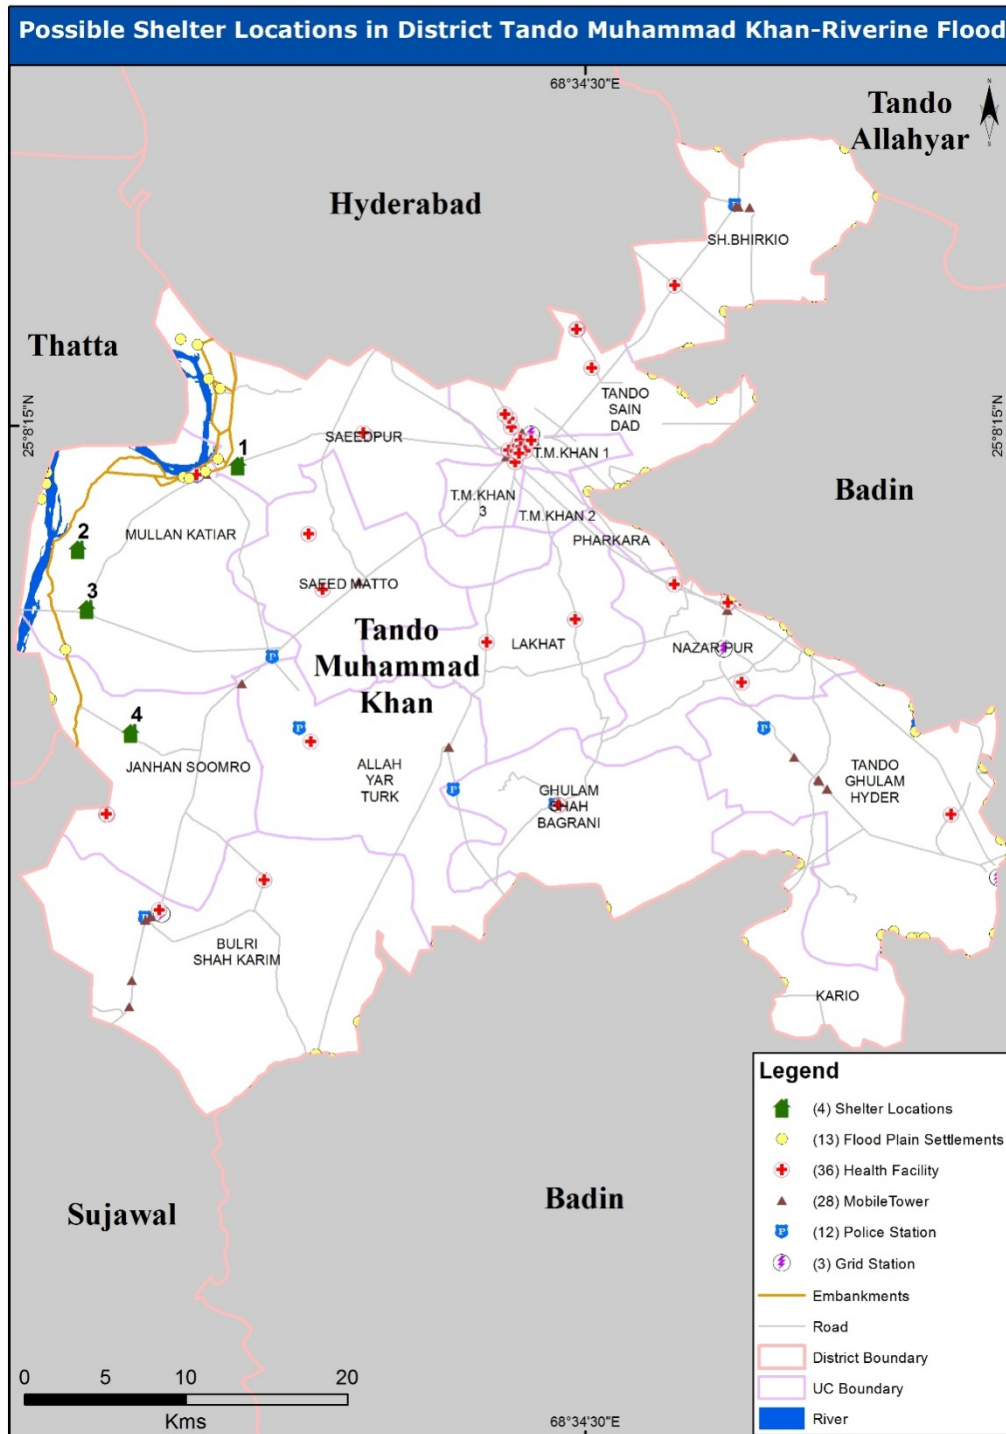 Possible Shelter Locations in District Tando Muhammad Khan-Riverine Flood
68°34'30"E
Tando
Allahyar
N
S
Hyderabad
P
SH.BHIRKIO
Thatta
25°8'15"N
25°8'15"N
TANDO
SAIN
DAD
SAEEDPUR
1
T.M.KHAN 1
Badin
T.M.KHAN
3
T.M.KHAN 2
MULLAN KATIAR
PHARKARA
2
SAEED MATTO
3
Tando
Muhammad
Khan
LAKHAT
NAZAR PUR
P
4
P
P
JANHAN SOOMRO
ALLAH
YAR
TURK
P
GHULAM
SHAH
BAGRANI
TANDO
GHULAM
HYDER
P
BULRI
SHAH KARIM
KARIO
Sujawal
Badin
Legend
(4) Shelter Locations
(13) Flood Plain Settlements
(36) Health Facility
(28) MobileTower
P (12) Police Station
(3) Grid Station
Embankments
Road
District Boundary
UC Boundary
River
0 5 10 20
Kms
68°34'30"E